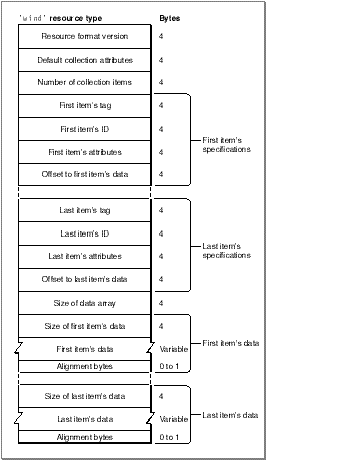 'wind' resource type Bytes
Resource format version 4
Default collection attributes 4
Number of collection items 4
First item's tag 4
First item's ID 4
First item's attributes 4
Offset to first item's data 4
First item's
specifications
Last item's tag 4
Last item's ID 4
Last item's attributes 4
Offset to last item's data 4
Last item's
specifications
Size of data array 4
Size of first item's data 4
First item's data Variable
Alignment bytes 0 to 1
First item's data
Size of last item's data 4
Last item's data Variable
Alignment bytes 0 to 1
Last item's data